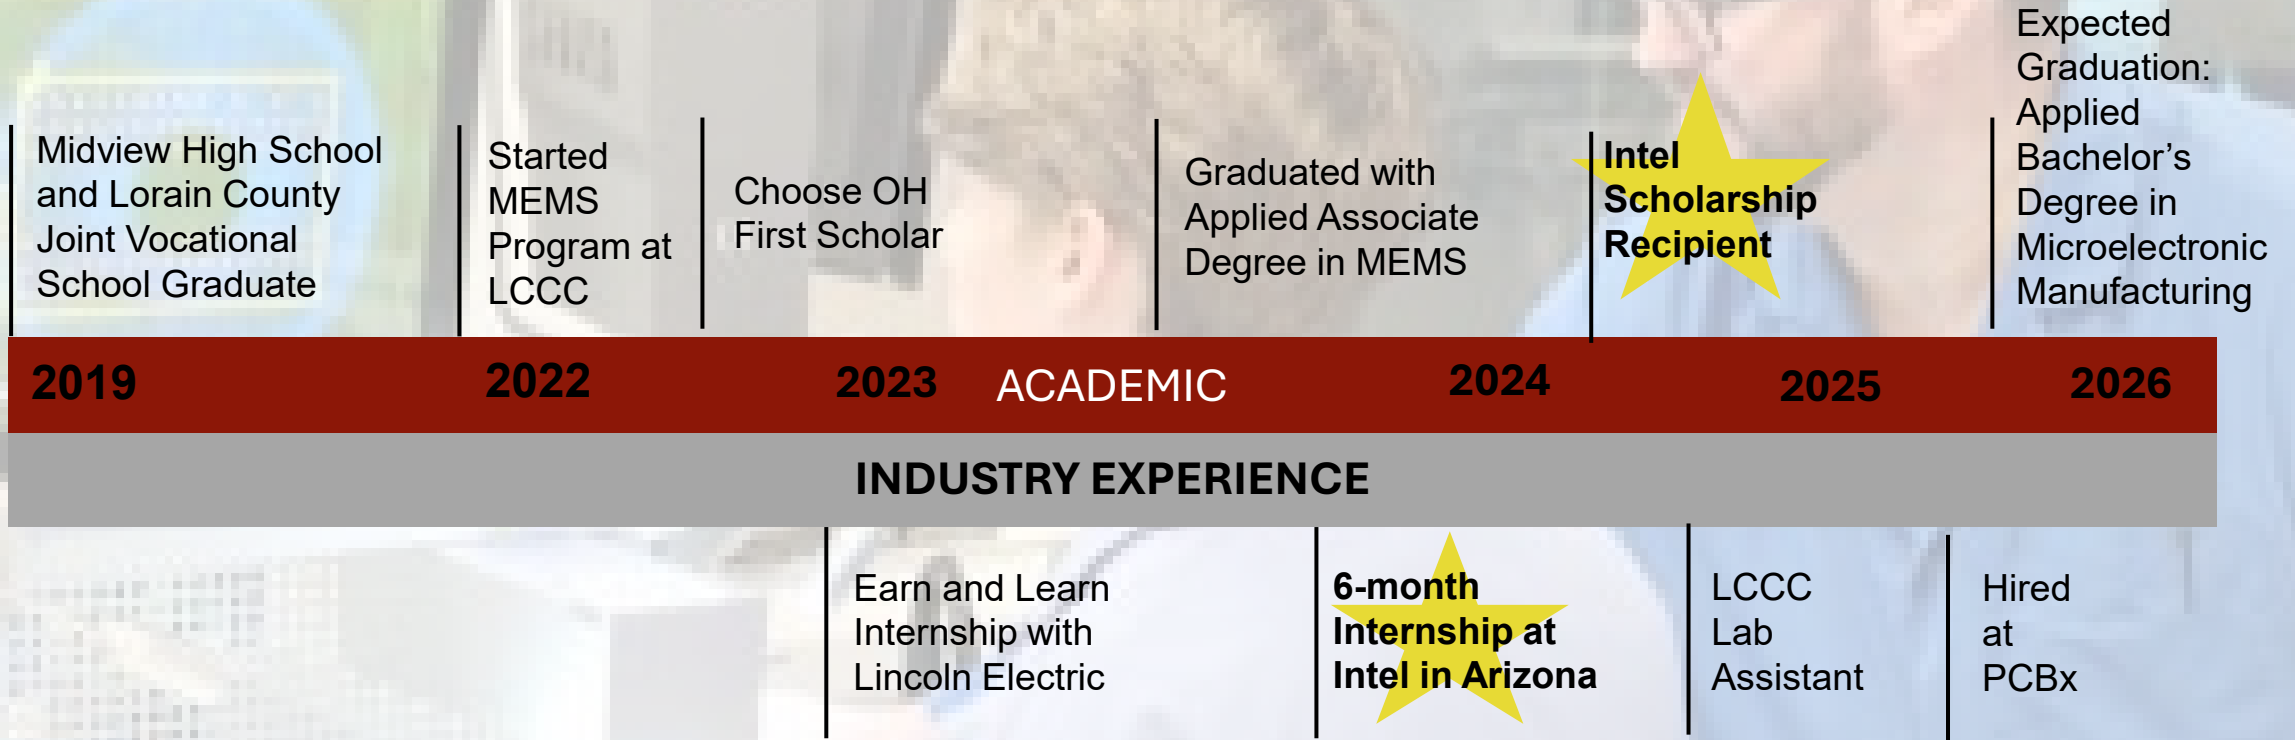 Midview High School
and Lorain County
Joint Vocational
School Graduate
Started
MEMS
Program at
LCCC
Choose OH
First Scholar
Graduated with
Applied Associate
Degree in MEMS
Intel
Scholarship
Recipient
Expected
Graduation:
Applied
Bachelor’s
Degree in
Microelectronic
Manufacturing
2019
2022
2023
ACADEMIC
2024
2025
2026
INDUSTRY EXPERIENCE
Earn and Learn
Internship with
Lincoln Electric
6-month
Internship at
Intel in Arizona
LCCC
Lab
Assistant
Hired
at
PCBx